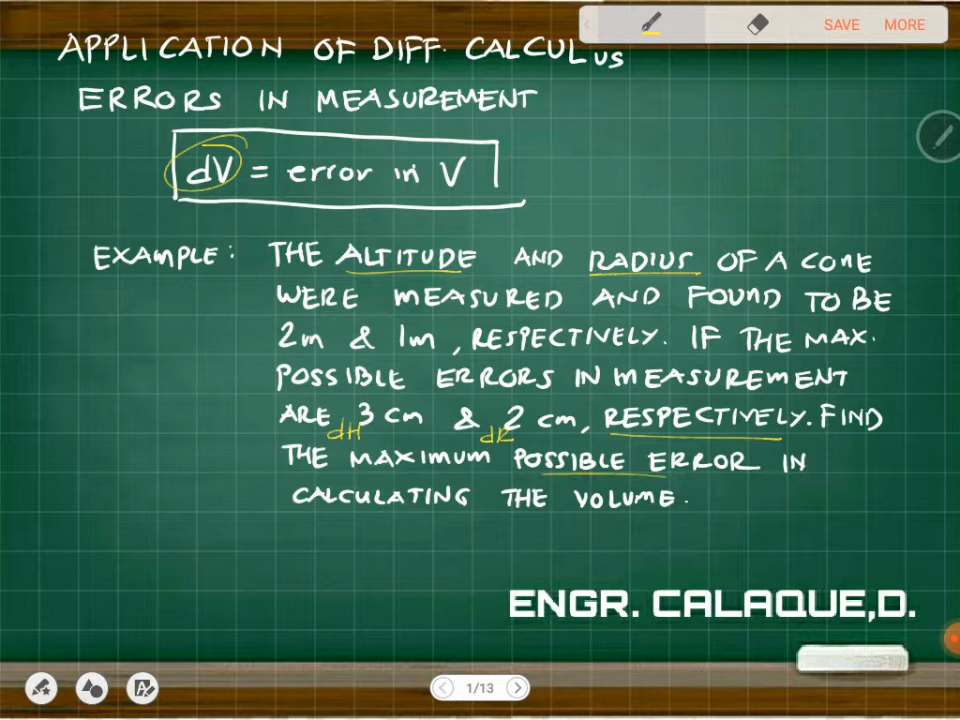 SAVE MORE
APPLICATION OF DIFF. CALCULUS
ERRORS IN MEASUREMENT
dV = error in V
EXAMPLE: THE ALTITUDE AND RADIUS OF A CONE
WERE MEASURED AND FOUND TO BE
2m & 1m, RESPECTIVELY. IF THE MAX.
POSSIBLE ERRORS IN MEASUREMENT
ARE 3 cm & 2 cm, RESPECTIVELY. FIND
dH dR
THE MAXIMUM POSSIBLE ERROR IN
CALCULATING THE VOLUME.
ENGR. CALAQUE,D.
1/13